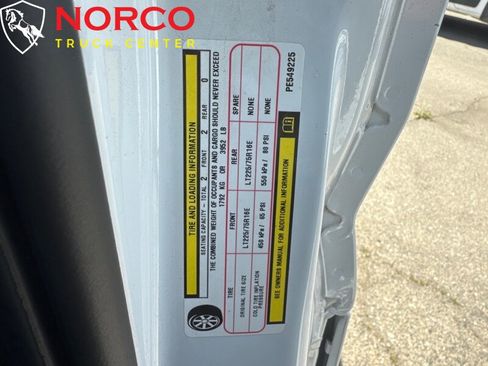 NORCO
TRUCK CENTER
TIRE AND LOADING INFORMATION
SEATING CAPACITY - TOTAL 2 FRONT 2 REAR 0
THE COMBINED WEIGHT OF OCCUPANTS AND CARGO SHOULD NEVER EXCEED
1792 KG OR 3952 LB
TIRE FRONT REAR SPARE
ORIGINAL TIRE SIZE LT225/75R16E LT225/75R16E NONE
COLD TIRE INFLATION
PRESSURE 450 kPa / 65 PSI 550 kPa / 80 PSI NONE
SEE OWNERS MANUAL FOR ADDITIONAL INFORMATION
PE549225